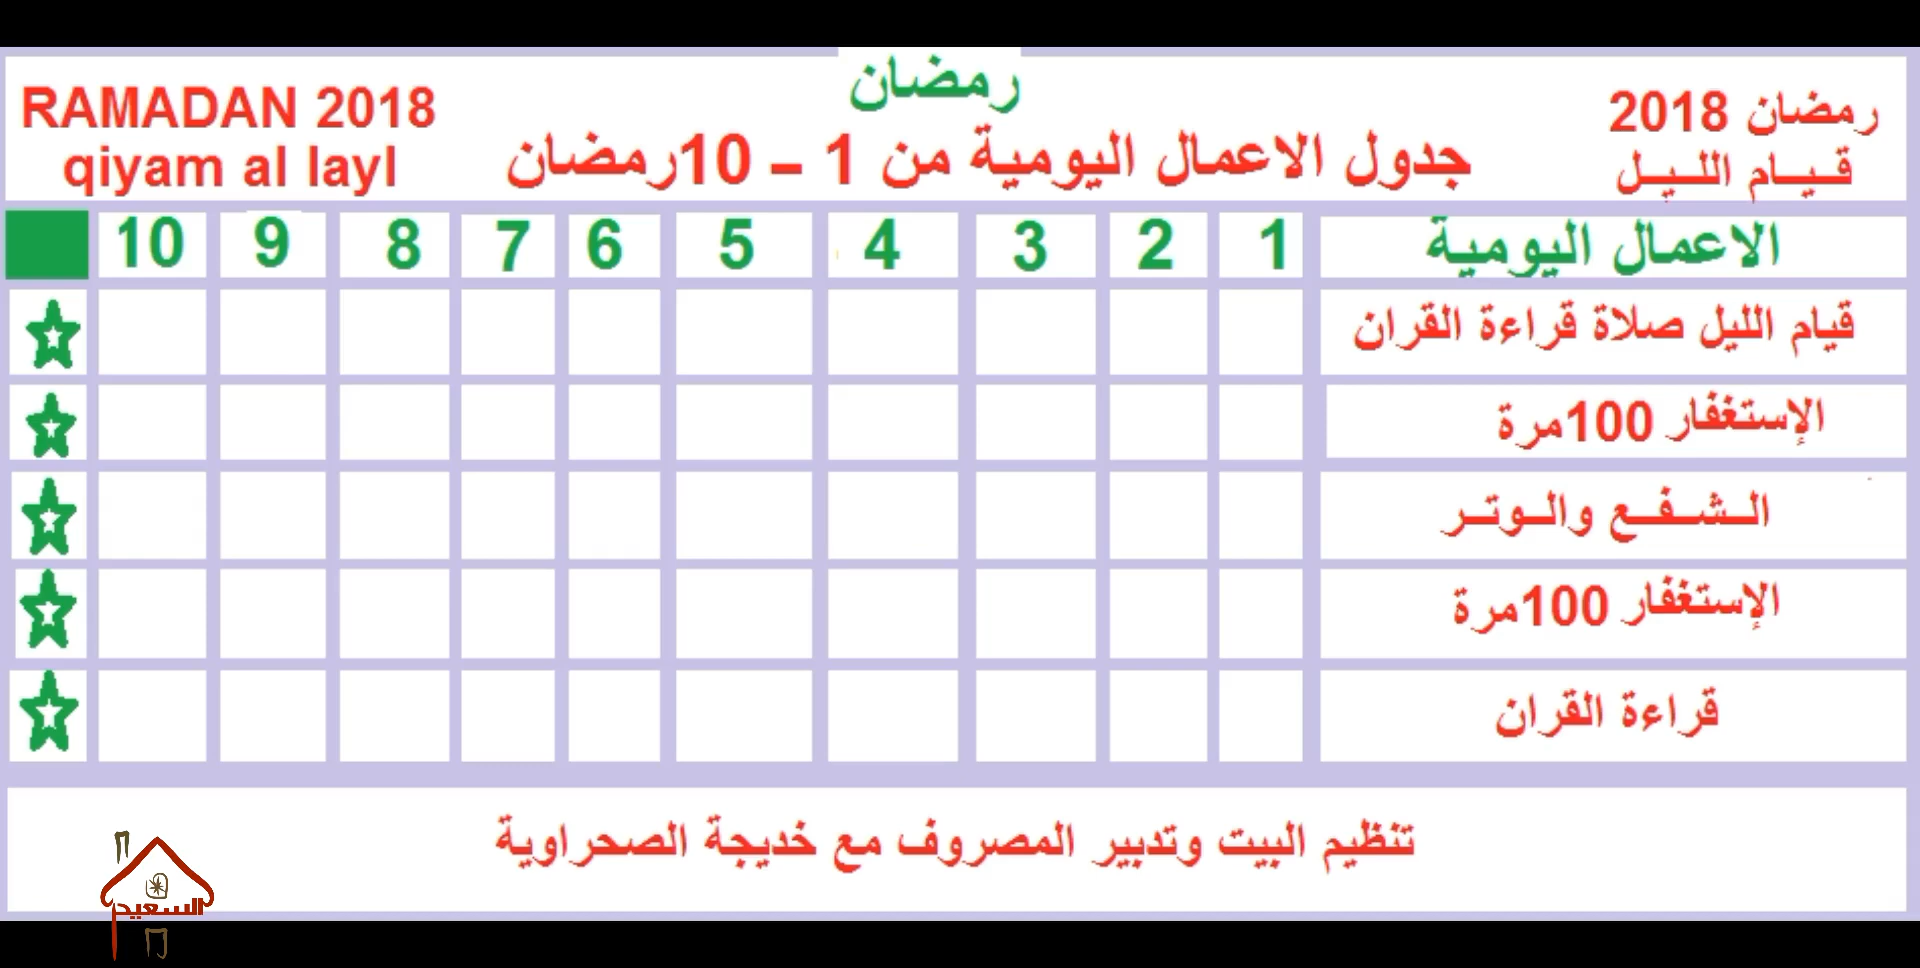 رمضان
رمضان 2018
قـيـام اللـيـل
جدول الاعمال اليومية من 1 – 10رمضان
RAMADAN 2018
qiyam al layl
الاعمال اليومية 1 2 3 4 5 6 7 8 9 10
قيام الليل صلاة قراءة القران
الإستغفار 100مرة
الـشـفـع والـوتـر
الإستغفار 100مرة
قراءة القران
تنظيم البيت وتدبير المصروف مع خديجة الصحراوية
السعيد